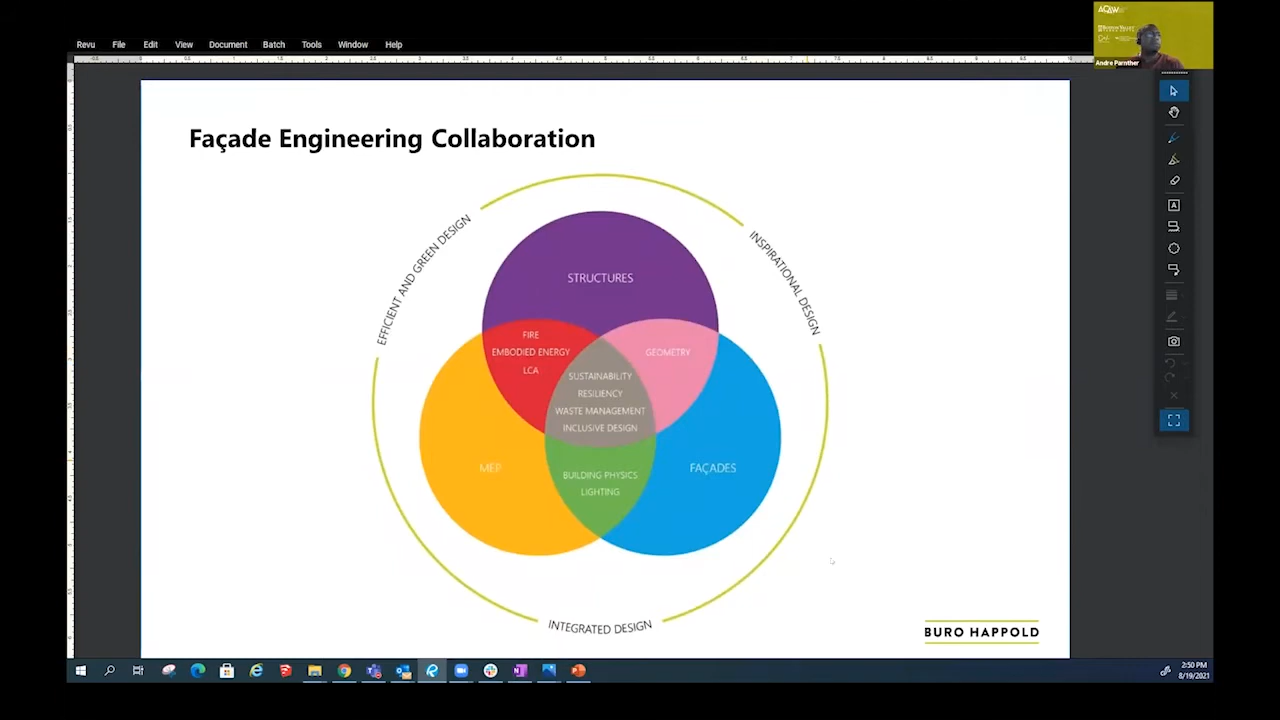 Revu File Edit View Document Batch Tools Window Help
Andre Parnther
Façade Engineering Collaboration
EFFICIENT AND GREEN DESIGN
INSPIRATIONAL DESIGN
STRUCTURES
FIRE
EMBODIED ENERGY
LCA
GEOMETRY
SUSTAINABILITY
RESILIENCY
WASTE MANAGEMENT
INCLUSIVE DESIGN
MEP
FAÇADES
BUILDING PHYSICS
LIGHTING
INTEGRATED DESIGN
BURO HAPPOLD
2:50 PM
8/19/2021